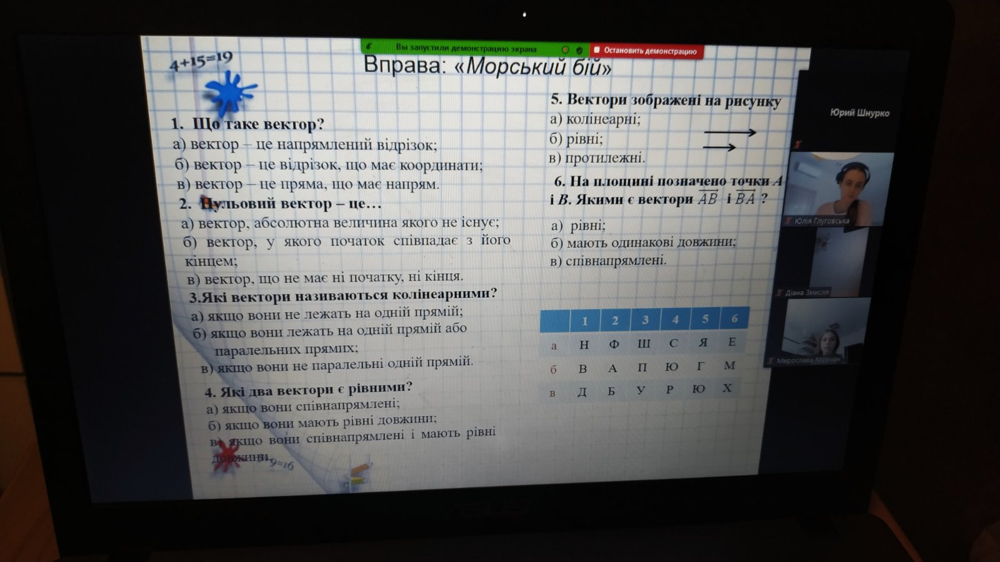 Вы запустили демонстрацию экрана
Остановить демонстрацию
4+15=19
Вправа: «Морський бій»
1. Що таке вектор?
а) вектор – це напрямлений відрізок;
б) вектор – це відрізок, що має координати;
в) вектор – це пряма, що має напрям.
2. Нульовий вектор – це…
а) вектор, абсолютна величина якого не існує;
б) вектор, у якого початок співпадає з його
кінцем;
в) вектор, що не має ні початку, ні кінця.
3.Які вектори називаються колінеарними?
а) якщо вони не лежать на одній прямій;
б) якщо вони лежать на одній прямій або
паралельних прямих;
в) якщо вони не паралельні одній прямій.
4. Які два вектори є рівними?
а) якщо вони співнапрямлені;
б) якщо вони мають рівні довжини;
в) якщо вони співнапрямлені і мають рівні
довжини.
9=16
5. Вектори зображені на рисунку
а) колінеарні;
б) рівні;
в) протилежні.
6. На площині позначено точки A
і B. Якими є вектори AB і BA ?
а) рівні;
б) мають одинакові довжини;
в) співнапрямлені.
1 2 3 4 5 6
а Н Ф Ш С Я Е
б В А П Ю Г М
в Д Б У Р Ю Х
Юрий Шнурко
Юлія Глуговська
Діана Змисля
Мирослава Мовчан